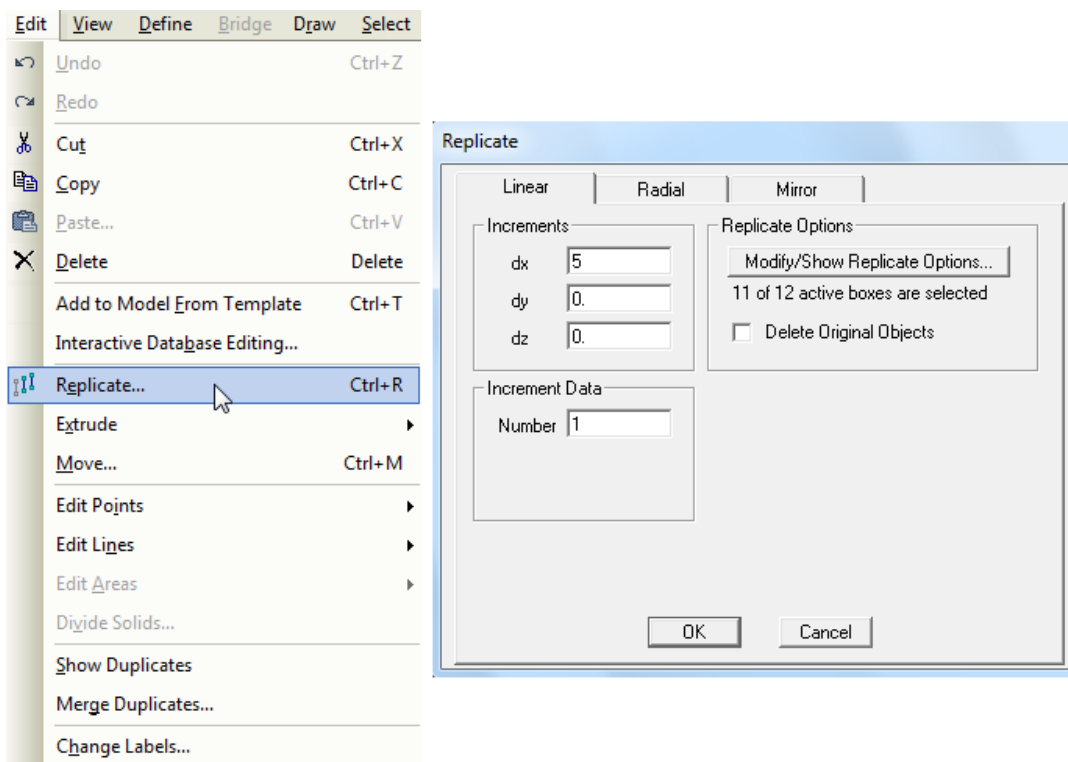 Edit View Define Bridge Draw Select
Undo Ctrl+Z
Redo
Cut Ctrl+X
Copy Ctrl+C
Paste... Ctrl+V
Delete Delete
Add to Model From Template Ctrl+T
Interactive Database Editing...
Replicate... Ctrl+R
Extrude
Move... Ctrl+M
Edit Points
Edit Lines
Edit Areas
Divide Solids...
Show Duplicates
Merge Duplicates...
Change Labels...
Replicate
Linear Radial Mirror
Increments
dx 5
dy 0.
dz 0.
Increment Data
Number 1
Replicate Options
Modify/Show Replicate Options...
11 of 12 active boxes are selected
Delete Original Objects
OK Cancel